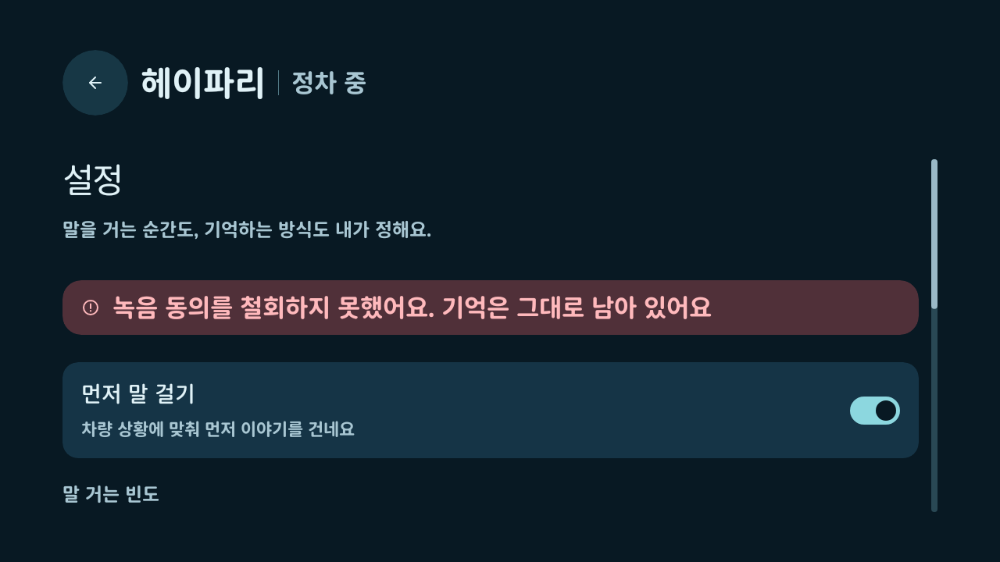 헤이파리
정차 중
설정
말을 거는 순간도, 기억하는 방식도 내가 정해요.
녹음 동의를 철회하지 못했어요. 기억은 그대로 남아 있어요
먼저 말 걸기
차량 상황에 맞춰 먼저 이야기를 건네요
말 거는 빈도